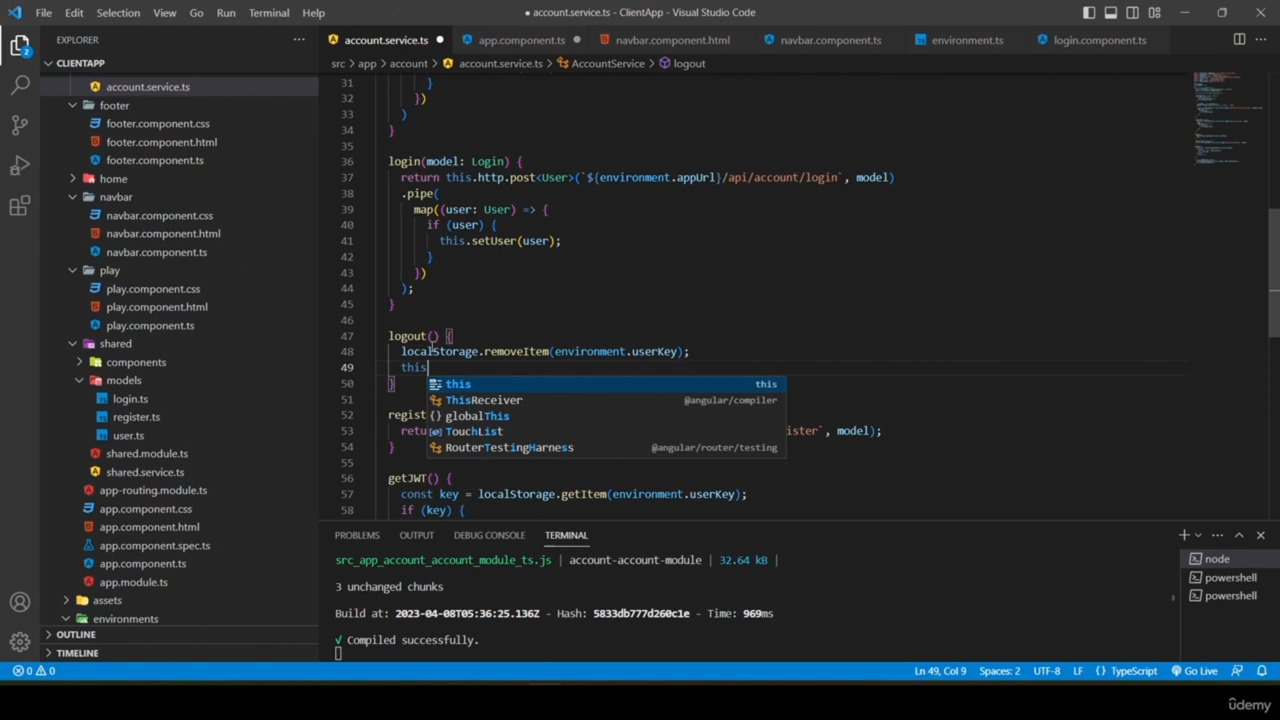 File Edit Selection View Go Run Terminal Help
● account.service.ts - ClientApp - Visual Studio Code
EXPLORER
account.service.ts
app.component.ts
navbar.component.html
navbar.component.ts
environment.ts
login.component.ts
CLIENTAPP
src > app > account > account.service.ts > AccountService > logout
account.service.ts
footer
footer.component.css
footer.component.html
footer.component.ts
home
navbar
navbar.component.css
navbar.component.html
navbar.component.ts
play
play.component.css
play.component.html
play.component.ts
shared
components
models
login.ts
register.ts
user.ts
shared.module.ts
shared.service.ts
app-routing.module.ts
app.component.css
app.component.html
app.component.spec.ts
app.component.ts
app.module.ts
assets
environments
OUTLINE
TIMELINE
2
31 }
32 })
33 )
34 }
35
36 login(model: Login) {
37 return this.http.post<User>(`${environment.appUrl}/api/account/login`, model)
38 .pipe(
39 map((user: User) => {
40 if (user) {
41 this.setUser(user);
42 }
43 })
44 );
45 }
46
47 logout() {
48 localStorage.removeItem(environment.userKey);
49 this
50 }
this this
ThisReceiver @angular/compiler
globalThis
TouchList
RouterTestingHarness @angular/router/testing
52 regist
53 retu ister`, model);
54 }
55
56 getJWT() {
57 const key = localStorage.getItem(environment.userKey);
58 if (key) {
PROBLEMS OUTPUT DEBUG CONSOLE TERMINAL
src_app_account_account_module_ts.js | account-account-module | 32.64 kB |
3 unchanged chunks
Build at: 2023-04-08T05:36:25.136Z - Hash: 5833db777d260c1e - Time: 969ms
√ Compiled successfully.
node
powershell
powershell
0 0
Ln 49, Col 9 Spaces: 2 UTF-8 LF {} TypeScript Go Live
ûdemy